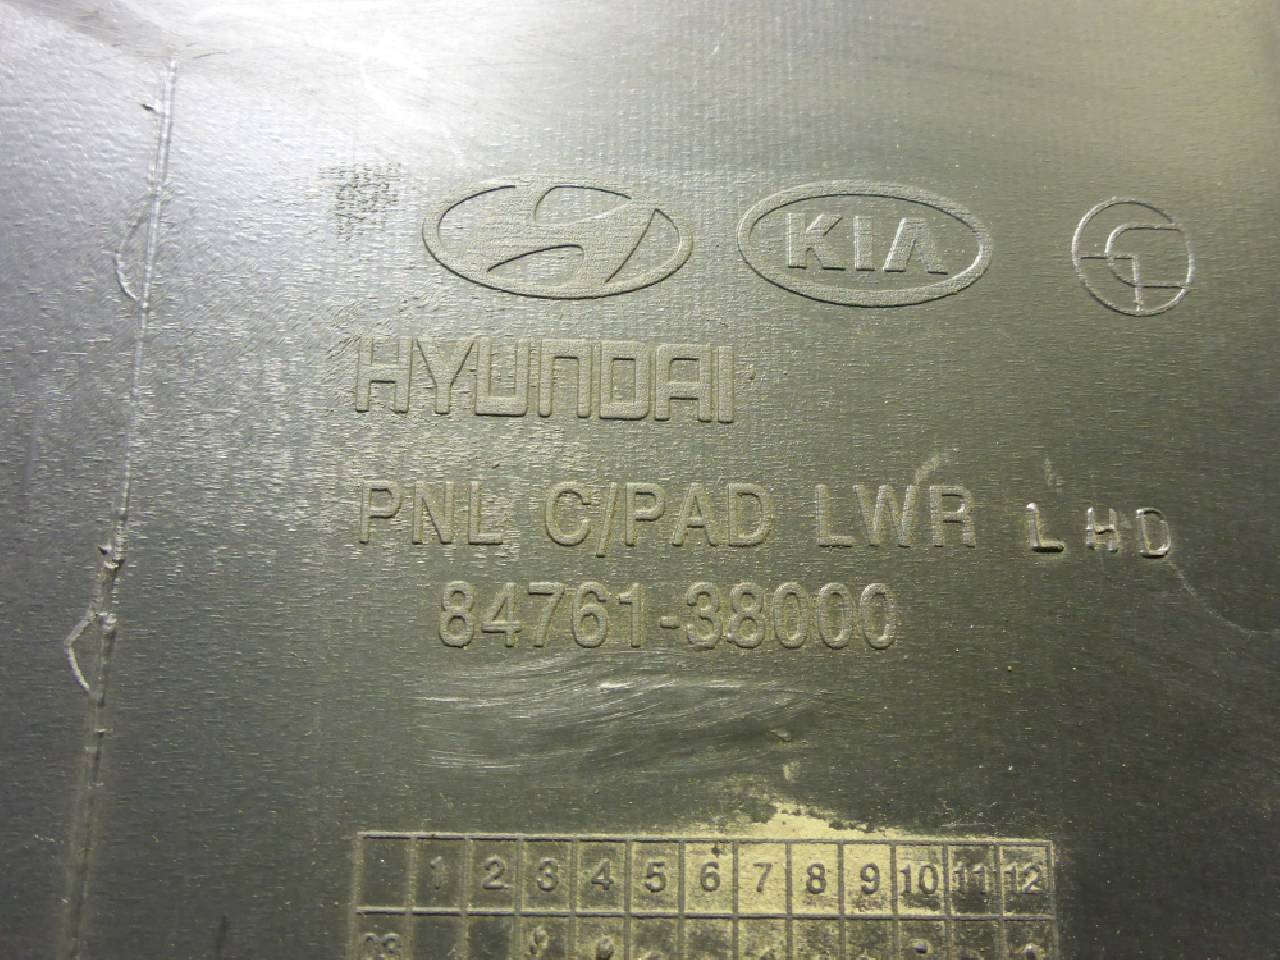 KIA
HYUNDAI
PNL C/PAD LWR LHD
84761-38000
1 2 3 4 5 6 7 8 9 10 11 12
03